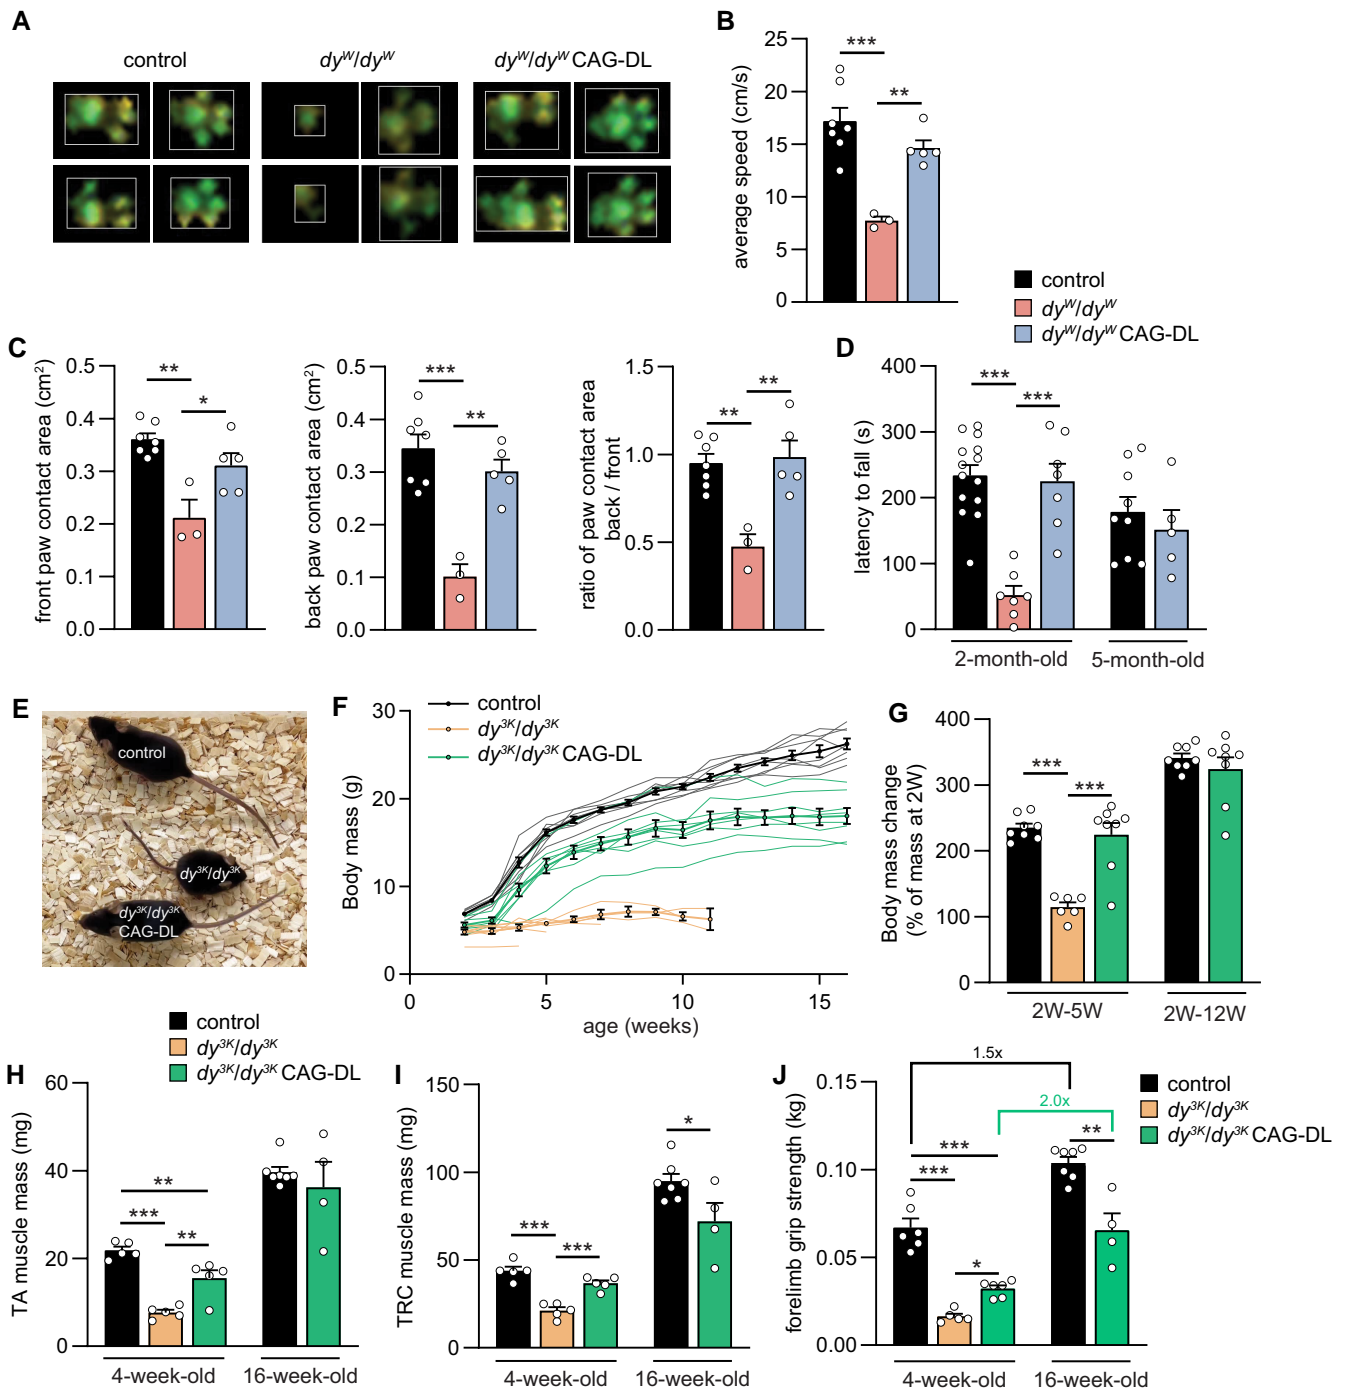 A
control
dyW/dyW
dyW/dyW CAG-DL
B
average speed (cm/s)
25
20
15
10
5
0
***
**
control
dyW/dyW
dyW/dyW CAG-DL
C
front paw contact area (cm2)
0.5
0.4
0.3
0.2
0.1
0.0
**
*
back paw contact area (cm2)
0.5
0.4
0.3
0.2
0.1
0.0
***
**
ratio of paw contact area
back / front
1.5
1.0
0.5
0.0
**
**
D
latency to fall (s)
400
300
200
100
0
***
***
2-month-old
5-month-old
E
control
dy3K/dy3K
dy3K/dy3K
CAG-DL
F
control
dy3K/dy3K
dy3K/dy3K CAG-DL
Body mass (g)
30
20
10
0
0
5
10
15
age (weeks)
G
Body mass change
(% of mass at 2W)
400
300
200
100
0
***
***
2W-5W
2W-12W
control
dy3K/dy3K
dy3K/dy3K CAG-DL
H
TA muscle mass (mg)
60
40
20
0
**
***
**
4-week-old
16-week-old
I
TRC muscle mass (mg)
150
100
50
0
***
***
*
4-week-old
16-week-old
J
forelimb grip strength (kg)
0.15
0.10
0.05
0.00
1.5x
2.0x
***
***
*
**
4-week-old
16-week-old
control
dy3K/dy3K
dy3K/dy3K CAG-DL